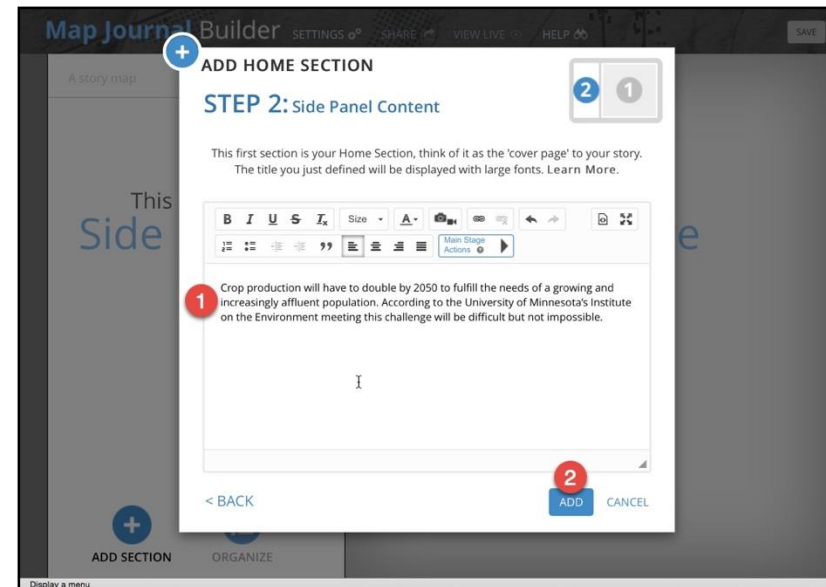 Map Journal Builder SETTINGS SHARE VIEW LIVE HELP SAVE
A story map
ADD HOME SECTION
STEP 2: Side Panel Content
2 1
This first section is your Home Section, think of it as the 'cover page' to your story.
The title you just defined will be displayed with large fonts. Learn More.
This
Side
e
B I U S Ix Size A
Main Stage
Actions
1
Crop production will have to double by 2050 to fulfill the needs of a growing and
increasingly affluent population. According to the University of Minnesota's Institute
on the Environment meeting this challenge will be difficult but not impossible.
2
< BACK ADD CANCEL
ADD SECTION ORGANIZE
Display a menu